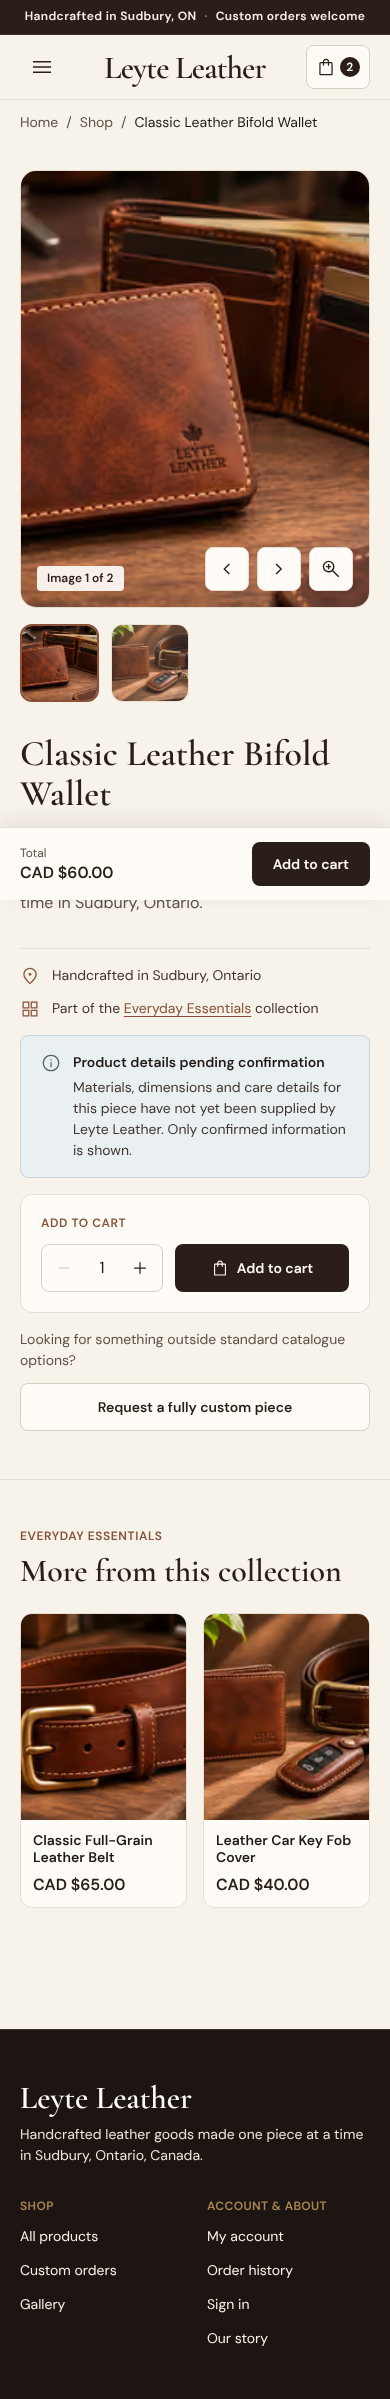 Handcrafted in Sudbury, ON · Custom orders welcome
Leyte Leather
2
Home / Shop / Classic Leather Bifold Wallet
LEYTE
LEATHER
Image 1 of 2
Classic Leather Bifold
Wallet
Total
CAD $60.00
Add to cart
time in Sudbury, Ontario.
Handcrafted in Sudbury, Ontario
Part of the Everyday Essentials collection
Product details pending confirmation
Materials, dimensions and care details for
this piece have not yet been supplied by
Leyte Leather. Only confirmed information
is shown.
ADD TO CART
1
Add to cart
Looking for something outside standard catalogue
options?
Request a fully custom piece
EVERYDAY ESSENTIALS
More from this collection
Classic Full-Grain
Leather Belt
CAD $65.00
Leather Car Key Fob
Cover
CAD $40.00
Leyte Leather
Handcrafted leather goods made one piece at a time
in Sudbury, Ontario, Canada.
SHOP
All products
Custom orders
Gallery
ACCOUNT & ABOUT
My account
Order history
Sign in
Our story